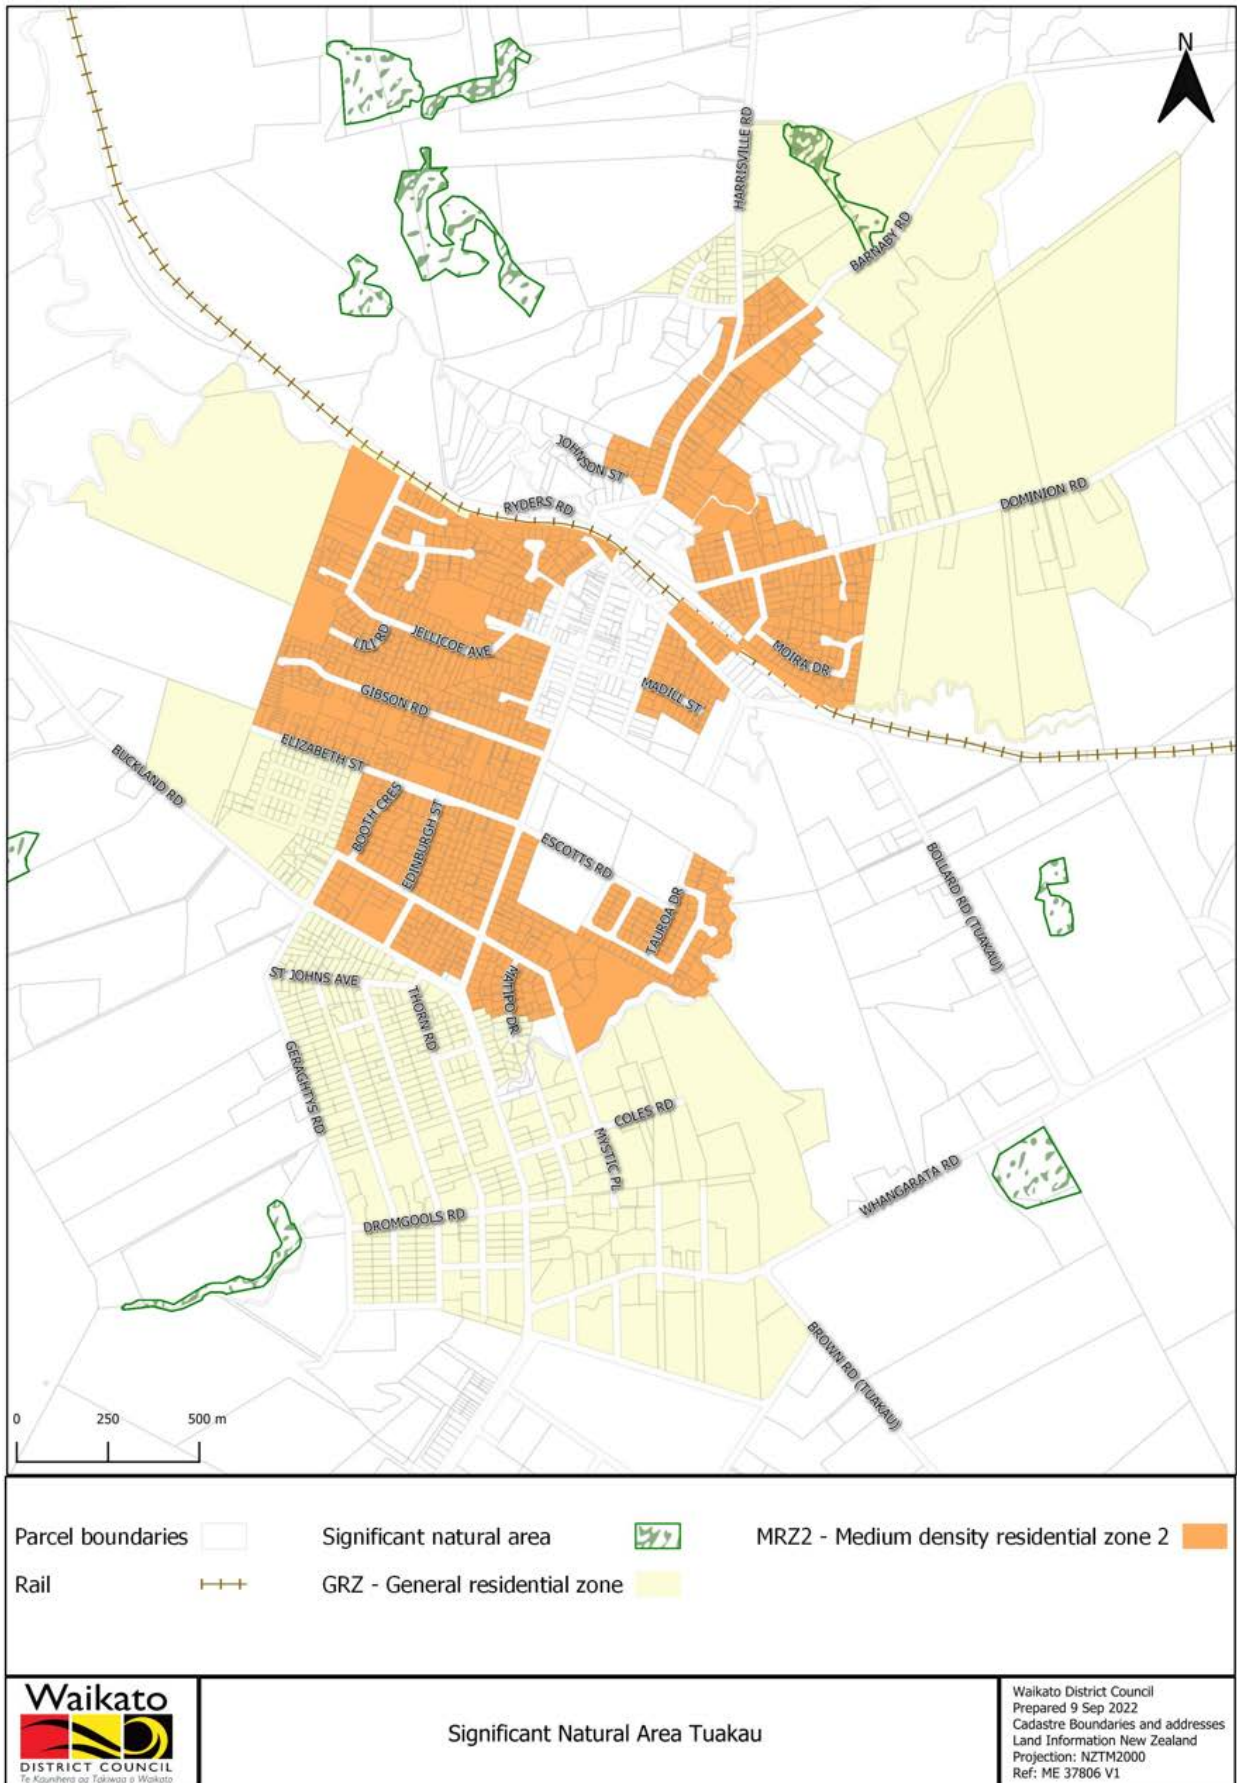 N
HARRISVILLE RD
BARNABY RD
JOHNSON ST
DOMINION RD
RYDERS RD
LILI RD
JELLICOE AVE
MOIRA DR
MADILL ST
GIBSON RD
ELIZABETH ST
BUCKLAND RD
BOOTH CRES
EDINBURGH ST
ESCOTTS RD
BOLLARD RD (TUAKAU)
TAUROA DR
ST JOHNS AVE
MATIPO DR
THORN RD
GERAGHTYS RD
COLES RD
MYSTIC PL
WHANGARATA RD
DROMGOOLS RD
BROWN RD (TUAKAU)
0 250 500 m
Parcel boundaries
Significant natural area
MRZ2 - Medium density residential zone 2
Rail
GRZ - General residential zone
Waikato
DISTRICT COUNCIL
Te Kaunihera aa Takiwaa o Waikato
Significant Natural Area Tuakau
Waikato District Council
Prepared 9 Sep 2022
Cadastre Boundaries and addresses
Land Information New Zealand
Projection: NZTM2000
Ref: ME 37806 V1